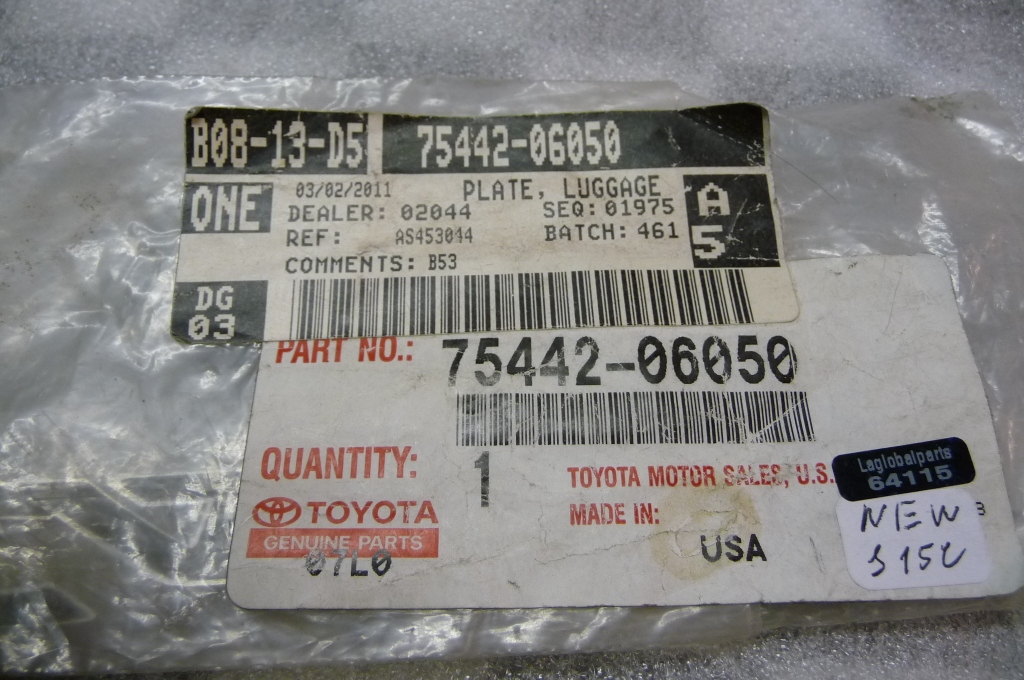 B08-13-D5 75442-06050
ONE 03/02/2011 PLATE, LUGGAGE A
DEALER: 02044 SEQ: 01975
REF: AS453044 BATCH: 461 5
COMMENTS: B53
DG
03
PART NO.: 75442-06050
QUANTITY: 1 TOYOTA MOTOR SALES, U.S.
Laglobalparts
64115
TOYOTA MADE IN:
NEW
GENUINE PARTS USA
07L0